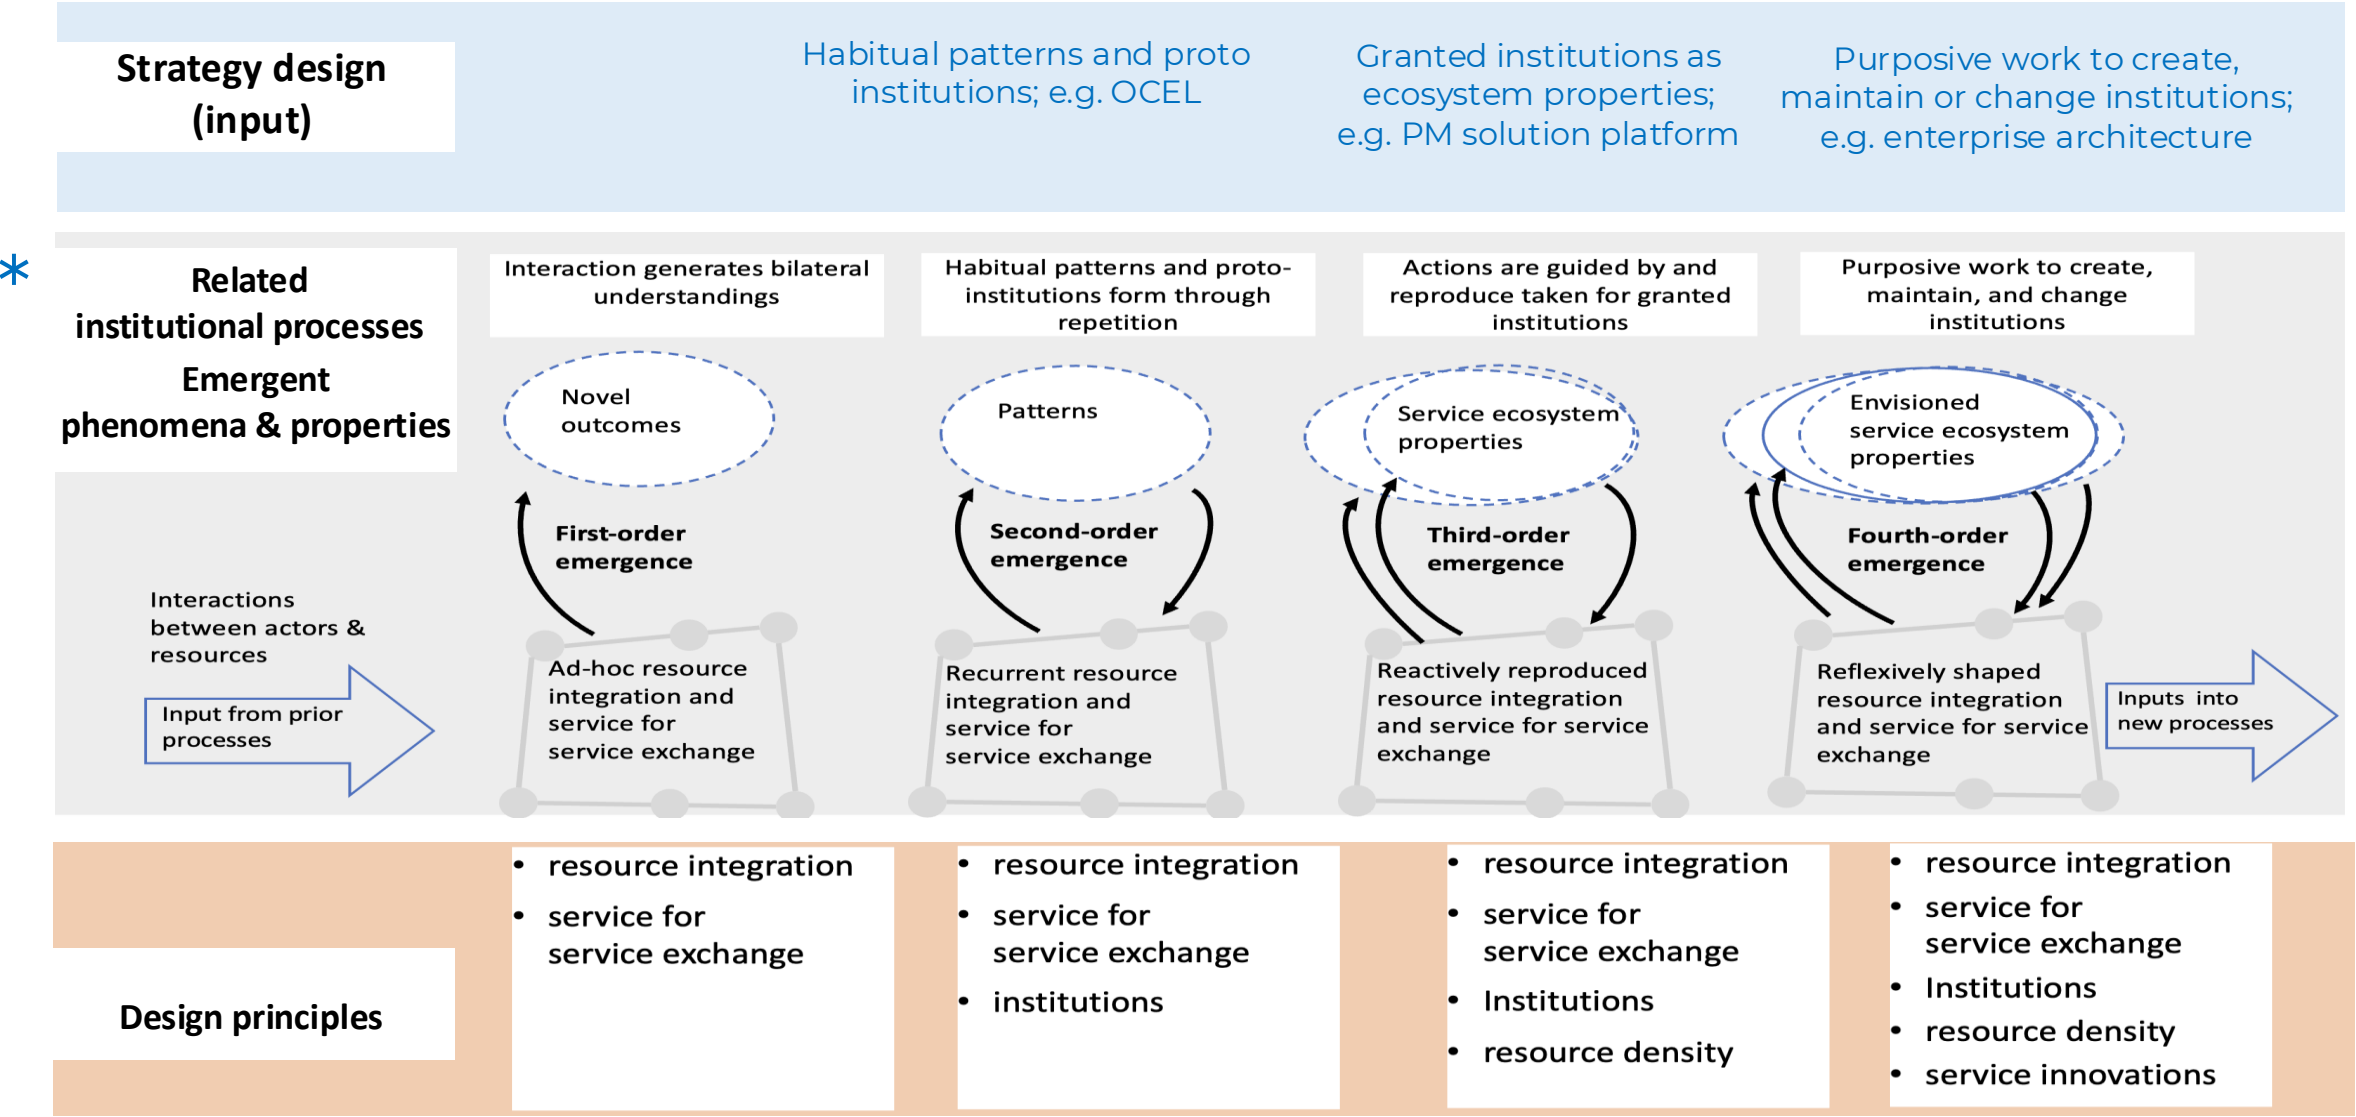 Strategy design
(input)
Habitual patterns and proto
institutions; e.g. OCEL
Granted institutions as
ecosystem properties;
e.g. PM solution platform
Purposive work to create,
maintain or change institutions;
e.g. enterprise architecture
*
Related
institutional processes
Emergent
phenomena & properties
Interaction generates bilateral
understandings
Habitual patterns and proto-
institutions form through
repetition
Actions are guided by and
reproduce taken for granted
institutions
Purposive work to create,
maintain, and change
institutions
Novel
outcomes
Patterns
Service ecosystem
properties
Envisioned
service ecosystem
properties
First-order
emergence
Second-order
emergence
Third-order
emergence
Fourth-order
emergence
Interactions
between actors &
resources
Input from prior
processes
Ad-hoc resource
integration and
service for
service exchange
Recurrent resource
integration and
service for
service exchange
Reactively reproduced
resource integration
and service for service
exchange
Reflexively shaped
resource integration
and service for service
exchange
Inputs into
new processes
Design principles
• resource integration
• service for
service exchange
• resource integration
• service for
service exchange
• institutions
• resource integration
• service for
service exchange
• Institutions
• resource density
• resource integration
• service for
service exchange
• Institutions
• resource density
• service innovations